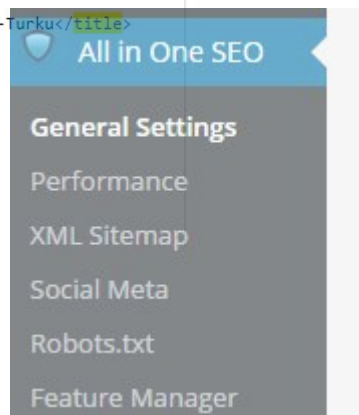 -Turku</title>
All in One SEO
General Settings
Performance
XML Sitemap
Social Meta
Robots.txt
Feature Manager